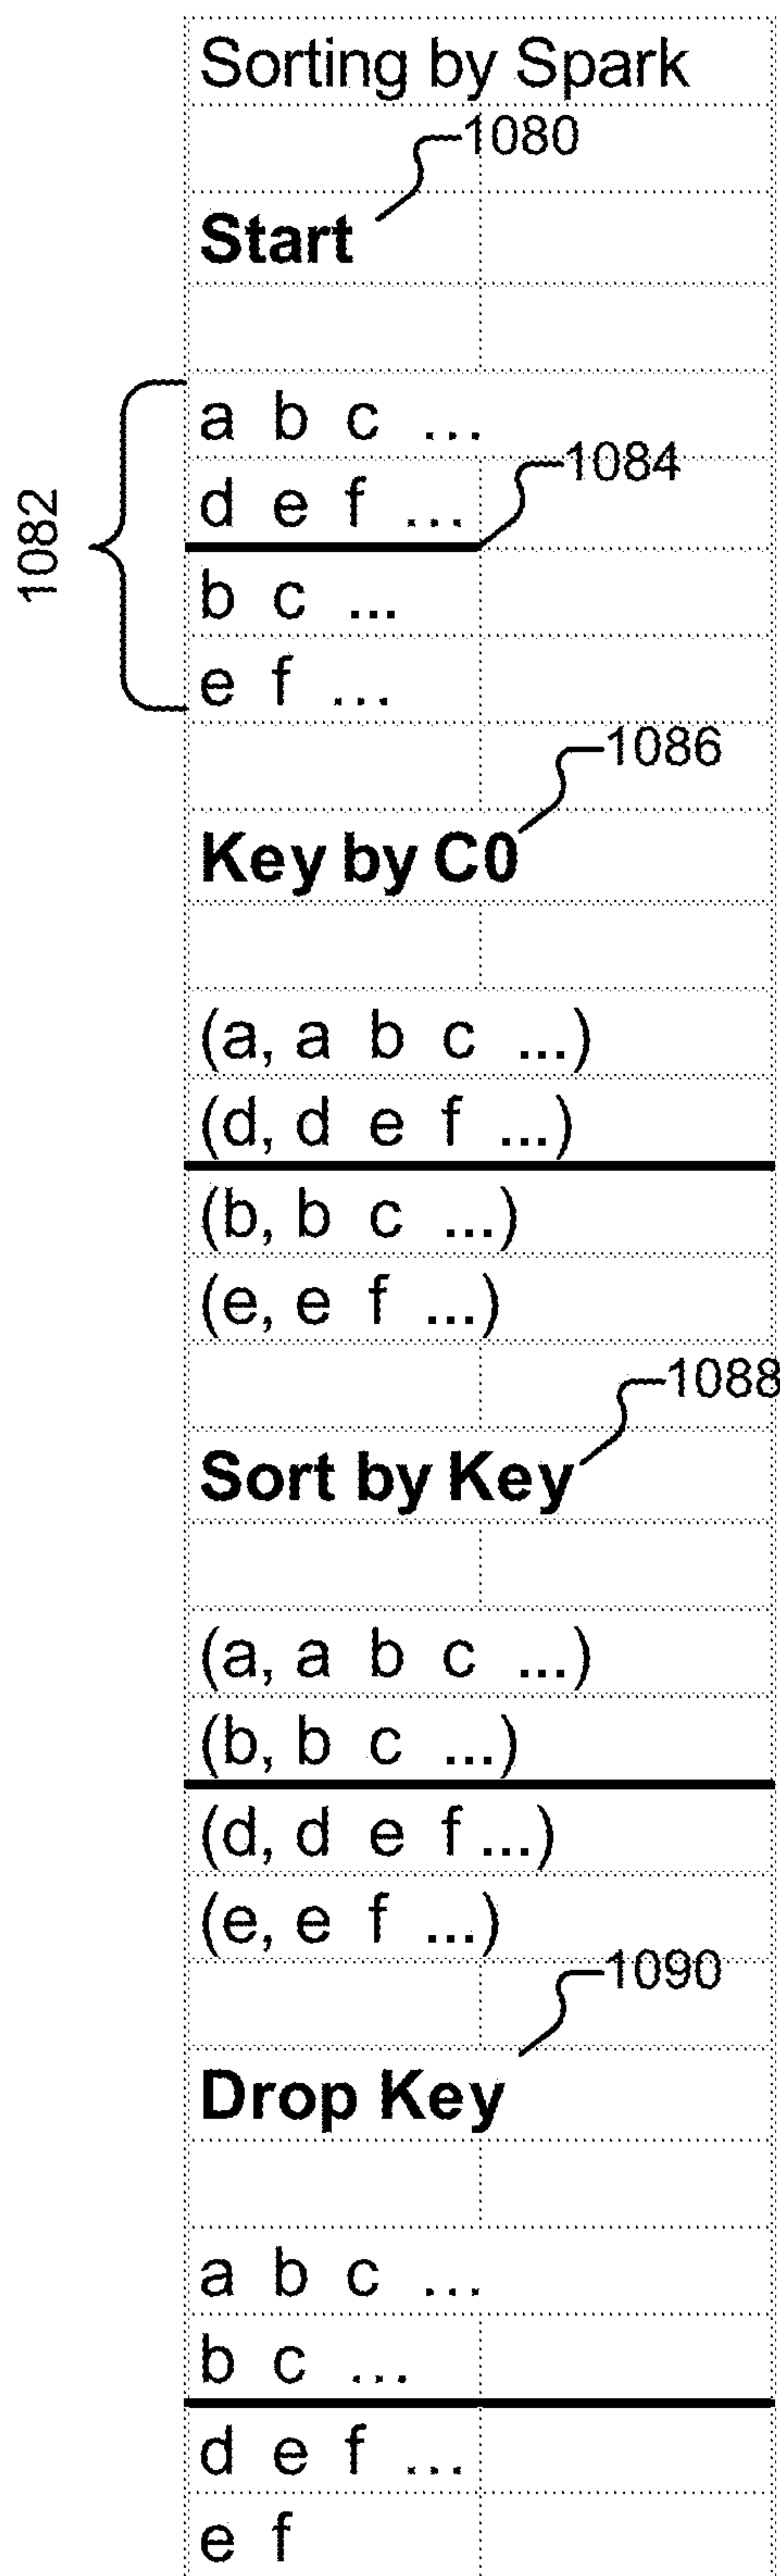 Sorting by Spark
1080
Start
a b c ...
1084
d e f ...
1082
b c ...
e f ...
1086
Key by C0
(a, a b c ...)
(d, d e f ...)
(b, b c ...)
(e, e f ...)
1088
Sort by Key
(a, a b c ...)
(b, b c ...)
(d, d e f ...)
(e, e f ...)
1090
Drop Key
a b c ...
b c ...
d e f ...
e f